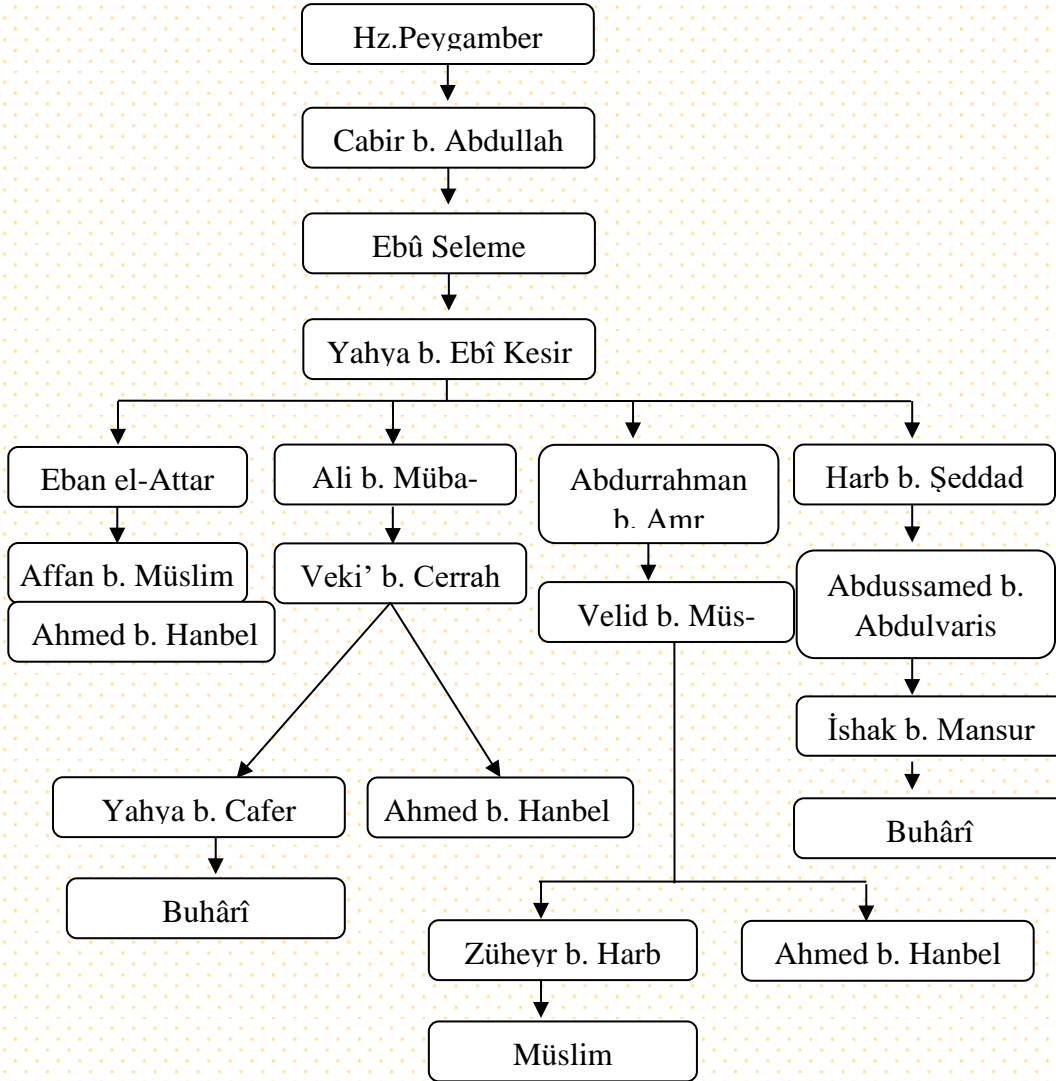 Hz.Peygamber
Cabir b. Abdullah
Ebû Seleme
Yahya b. Ebî Kesir
Eban el-Attar
Ali b. Müba-
Abdurrahman
b. Amr
Harb b. Şeddad
Affan b. Müslim
Veki’ b. Cerrah
Velid b. Müs-
Abdussamed b.
Abdulvaris
Ahmed b. Hanbel
İshak b. Mansur
Yahya b. Cafer
Ahmed b. Hanbel
Buhârî
Buhârî
Züheyr b. Harb
Ahmed b. Hanbel
Müslim